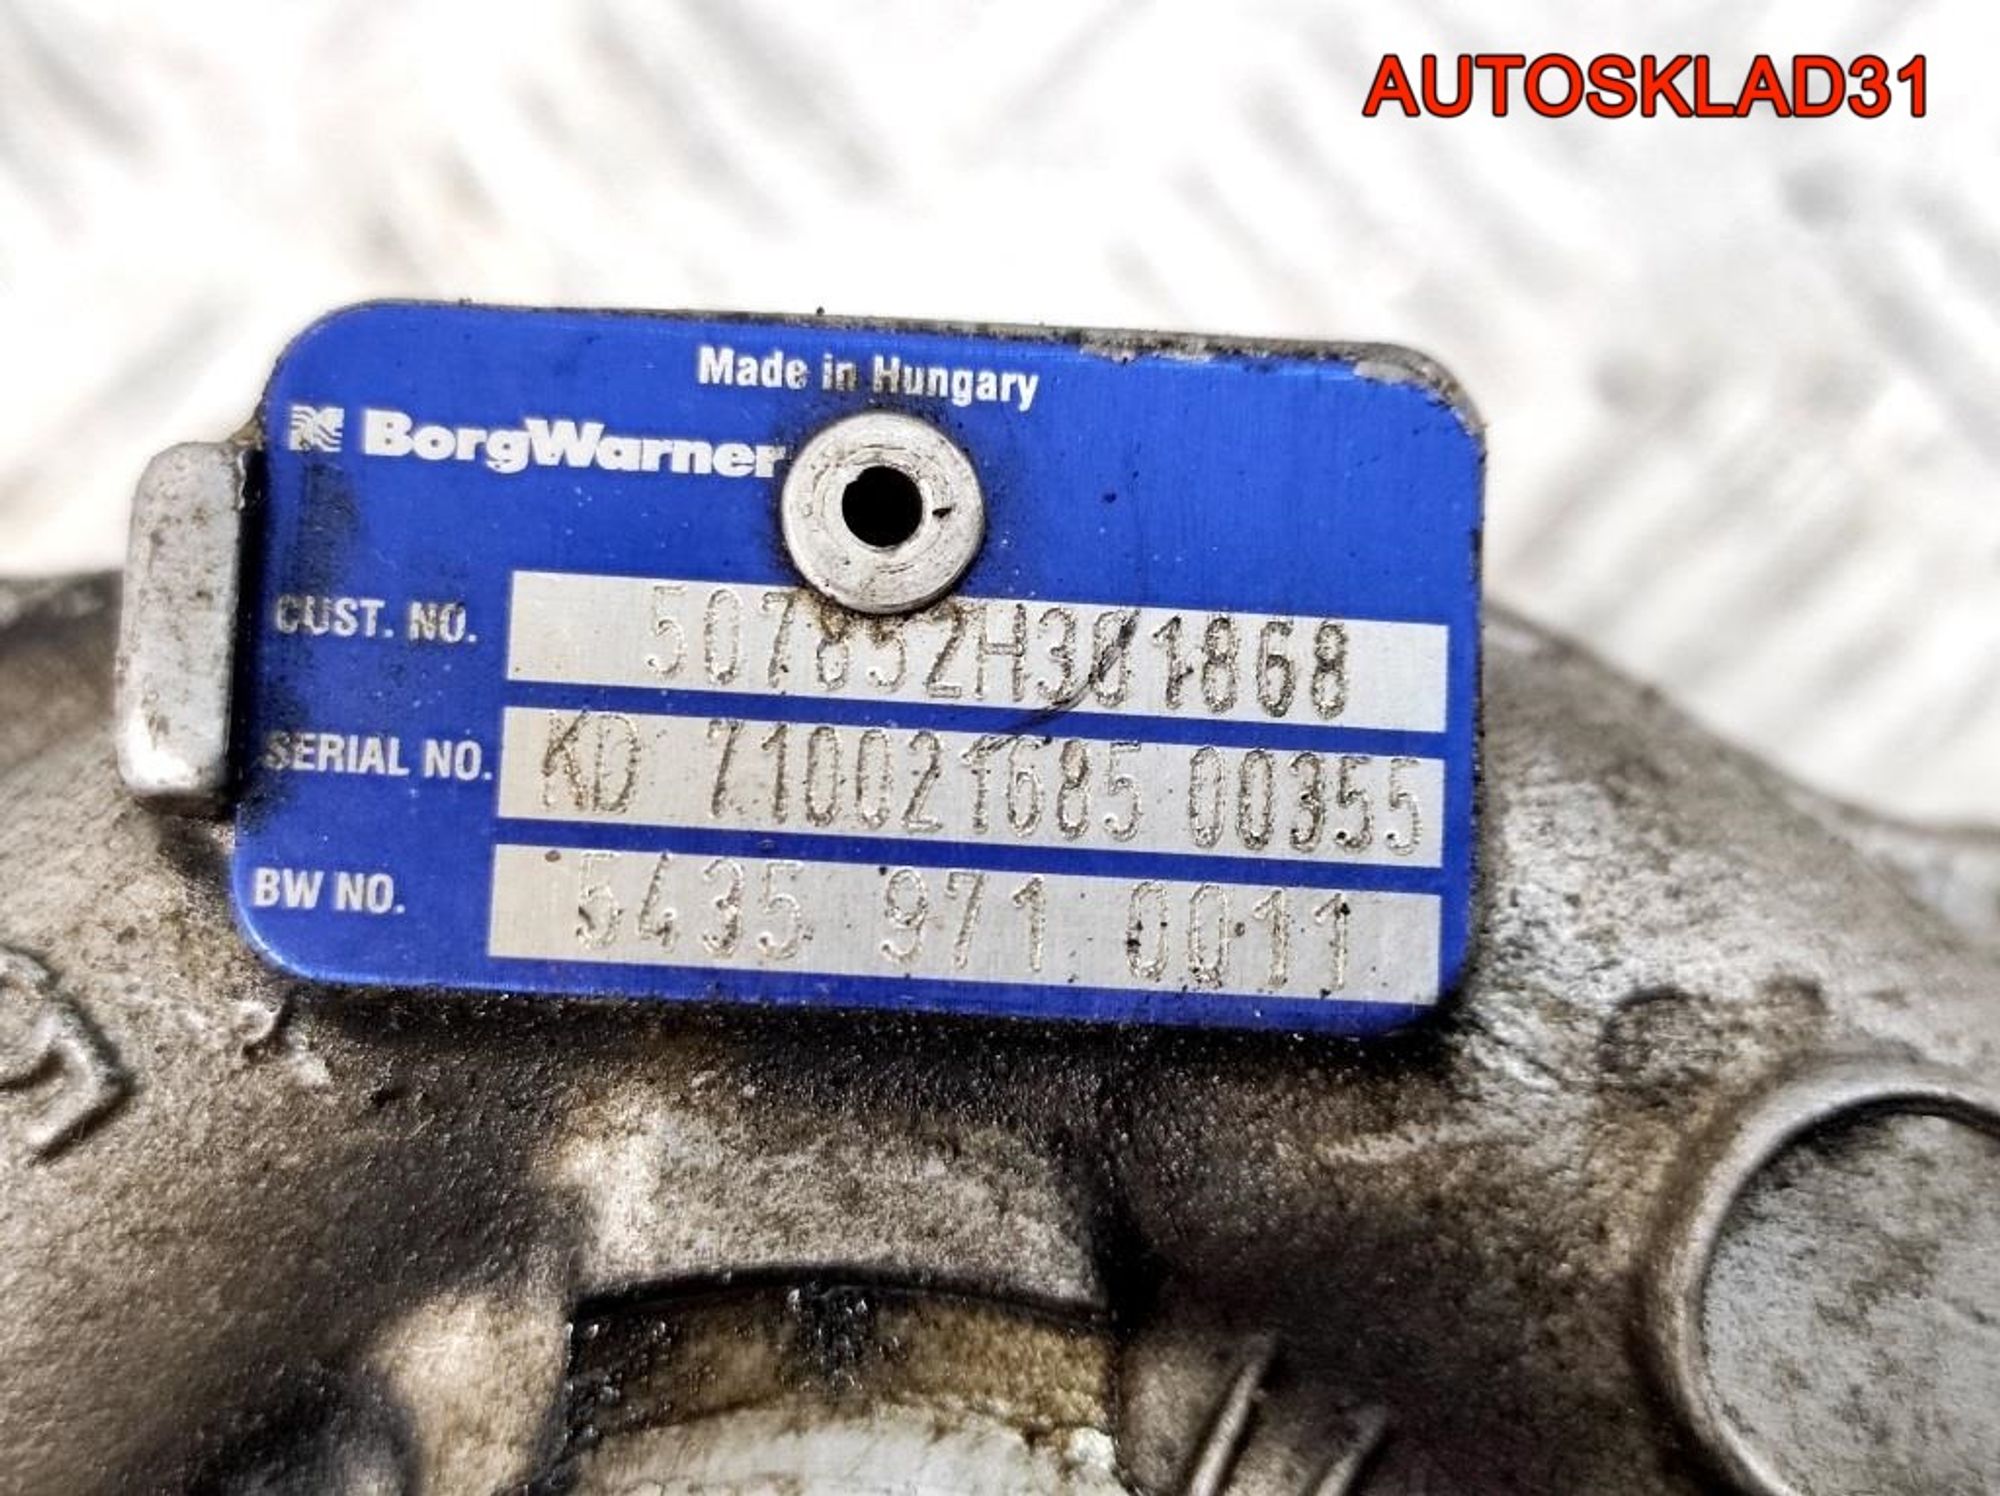 AUTOSKLAD31
Made in Hungary
BorgWarner
CUST. NO. 507852H301868
SERIAL NO. KD 710021685 00355
BW NO. 5435 971 0011